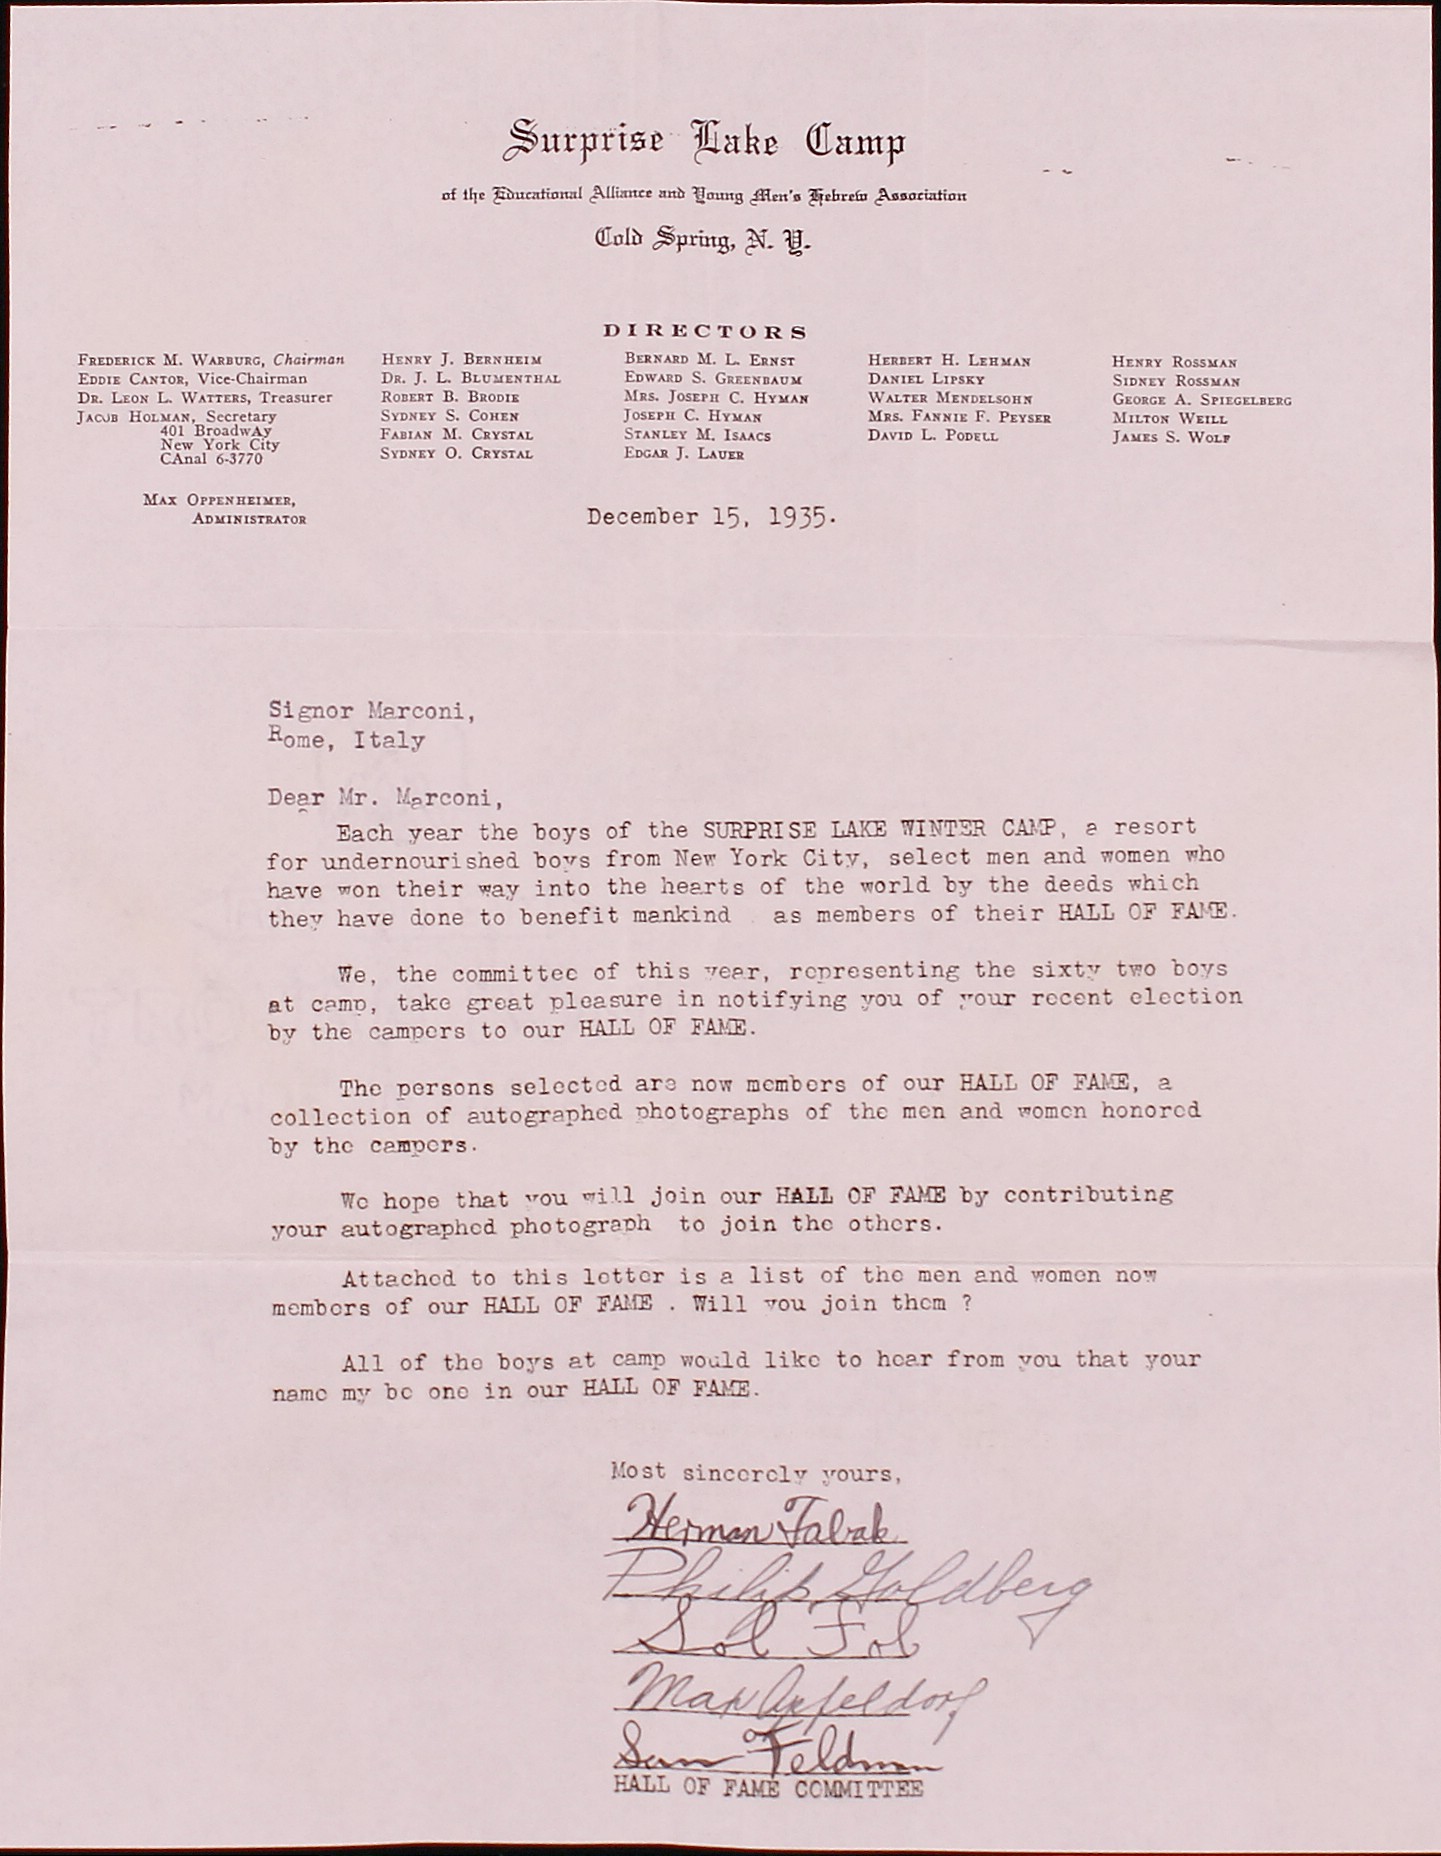 Surprise Lake Camp
of the Educational Alliance and Young Men's Hebrew Association
Cold Spring, N. Y.
DIRECTORS
FREDERICK M. WARBURG, Chairman
EDDIE CANTOR, Vice-Chairman
DR. LEON L. WATTERS, Treasurer
JACOB HOLMAN, Secretary
401 BroadwAy
New York City
CAnal 6-3770
MAX OPPENHEIMER,
ADMINISTRATOR
HENRY J. BERNHEIM
DR. J. L. BLUMENTHAL
ROBERT B. BRODIE
SYDNEY S. COHEN
FABIAN M. CRYSTAL
SYDNEY O. CRYSTAL
BERNARD M. L. ERNST
EDWARD S. GREENBAUM
MRS. JOSEPH C. HYMAN
JOSEPH C. HYMAN
STANLEY M. ISAACS
EDGAR J. LAUER
HERBERT H. LEHMAN
DANIEL LIPSKY
WALTER MENDELSOHN
MRS. FANNIE F. PEYSER
DAVID L. PODELL
HENRY ROSSMAN
SIDNEY ROSSMAN
GEORGE A. SPIEGELBERG
MILTON WEILL
JAMES S. WOLF
December 15, 1935.
Signor Marconi,
Rome, Italy
Dear Mr. Marconi,
Each year the boys of the SURPRISE LAKE WINTER CAMP, a resort
for undernourished boys from New York City, select men and women who
have won their way into the hearts of the world by the deeds which
they have done to benefit mankind as members of their HALL OF FAME.
We, the committee of this year, representing the sixty two boys
at camp, take great pleasure in notifying you of your recent election
by the campers to our HALL OF FAME.
The persons selected are now members of our HALL OF FAME, a
collection of autographed photographs of the men and women honored
by the campers.
We hope that you will join our HALL OF FAME by contributing
your autographed photograph to join the others.
Attached to this letter is a list of the men and women now
members of our HALL OF FAME . Will you join them ?
All of the boys at camp would like to hear from you that your
name my be one in our HALL OF FAME.
Most sincerely yours,
Herman Tabak
Philip Goldberg
Sol Fol
Max Apfeldorf
Sam Feldman
HALL OF FAME COMMITTEE